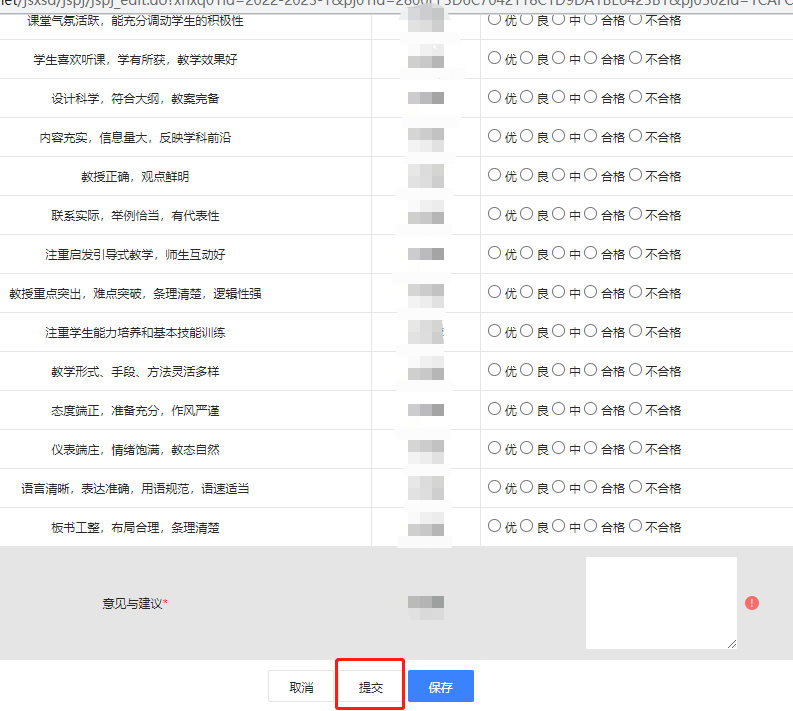 课堂气氛活跃，能充分调动学生的积极性 优 良 中 合格 不合格
学生喜欢听课，学有所获，教学效果好 优 良 中 合格 不合格
设计科学，符合大纲，教案完备 优 良 中 合格 不合格
内容充实，信息量大，反映学科前沿 优 良 中 合格 不合格
教授正确，观点鲜明 优 良 中 合格 不合格
联系实际，举例恰当，有代表性 优 良 中 合格 不合格
注重启发引导式教学，师生互动好 优 良 中 合格 不合格
教授重点突出，难点突破，条理清楚，逻辑性强 优 良 中 合格 不合格
注重学生能力培养和基本技能训练 优 良 中 合格 不合格
教学形式、手段、方法灵活多样 优 良 中 合格 不合格
态度端正，准备充分，作风严谨 优 良 中 合格 不合格
仪表端庄，情绪饱满，教态自然 优 良 中 合格 不合格
语言清晰，表达准确，用语规范，语速适当 优 良 中 合格 不合格
板书工整，布局合理，条理清楚 优 良 中 合格 不合格
意见与建议*
取消 提交 保存